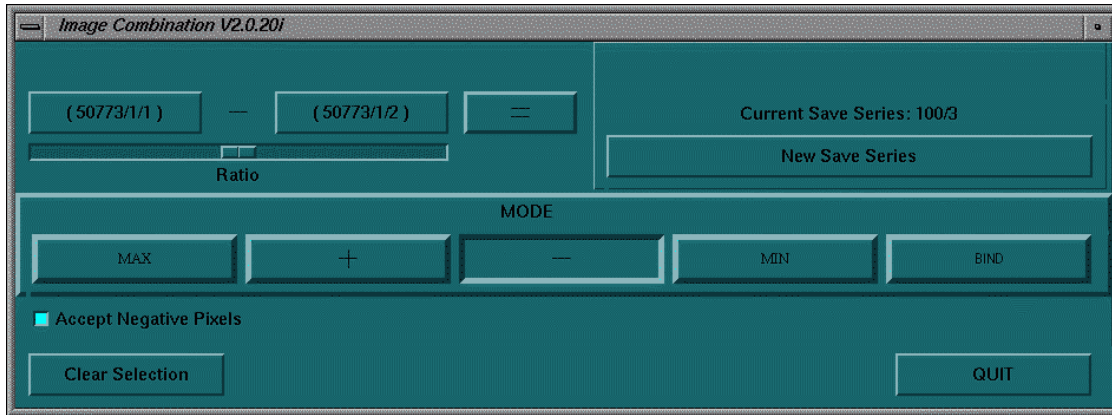 Image Combination V2.0.20i
( 50773/1/1 ) — ( 50773/1/2 ) =
Ratio
Current Save Series: 100/3
New Save Series
MODE
MAX + — MIN BIND
Accept Negative Pixels
Clear Selection QUIT